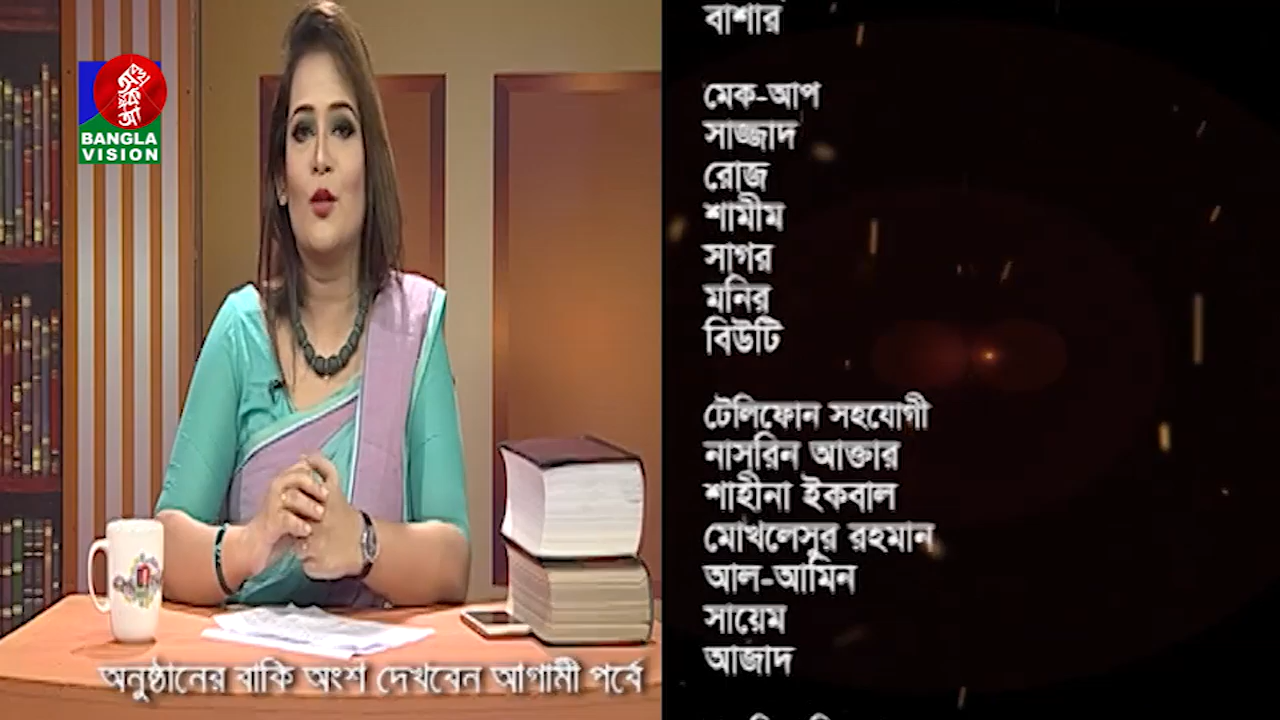 BANGLA
VISION
অনুষ্ঠানের বাকি অংশ দেখবেন আগামী পর্বে
বাশার
মেক-আপ
সাজ্জাদ
রোজ
শামীম
সাগর
মনির
বিউটি
টেলিফোন সহযোগী
নাসরিন আক্তার
শাহীনা ইকবাল
মোখলেসুর রহমান
আল-আমিন
সায়েম
আজাদ